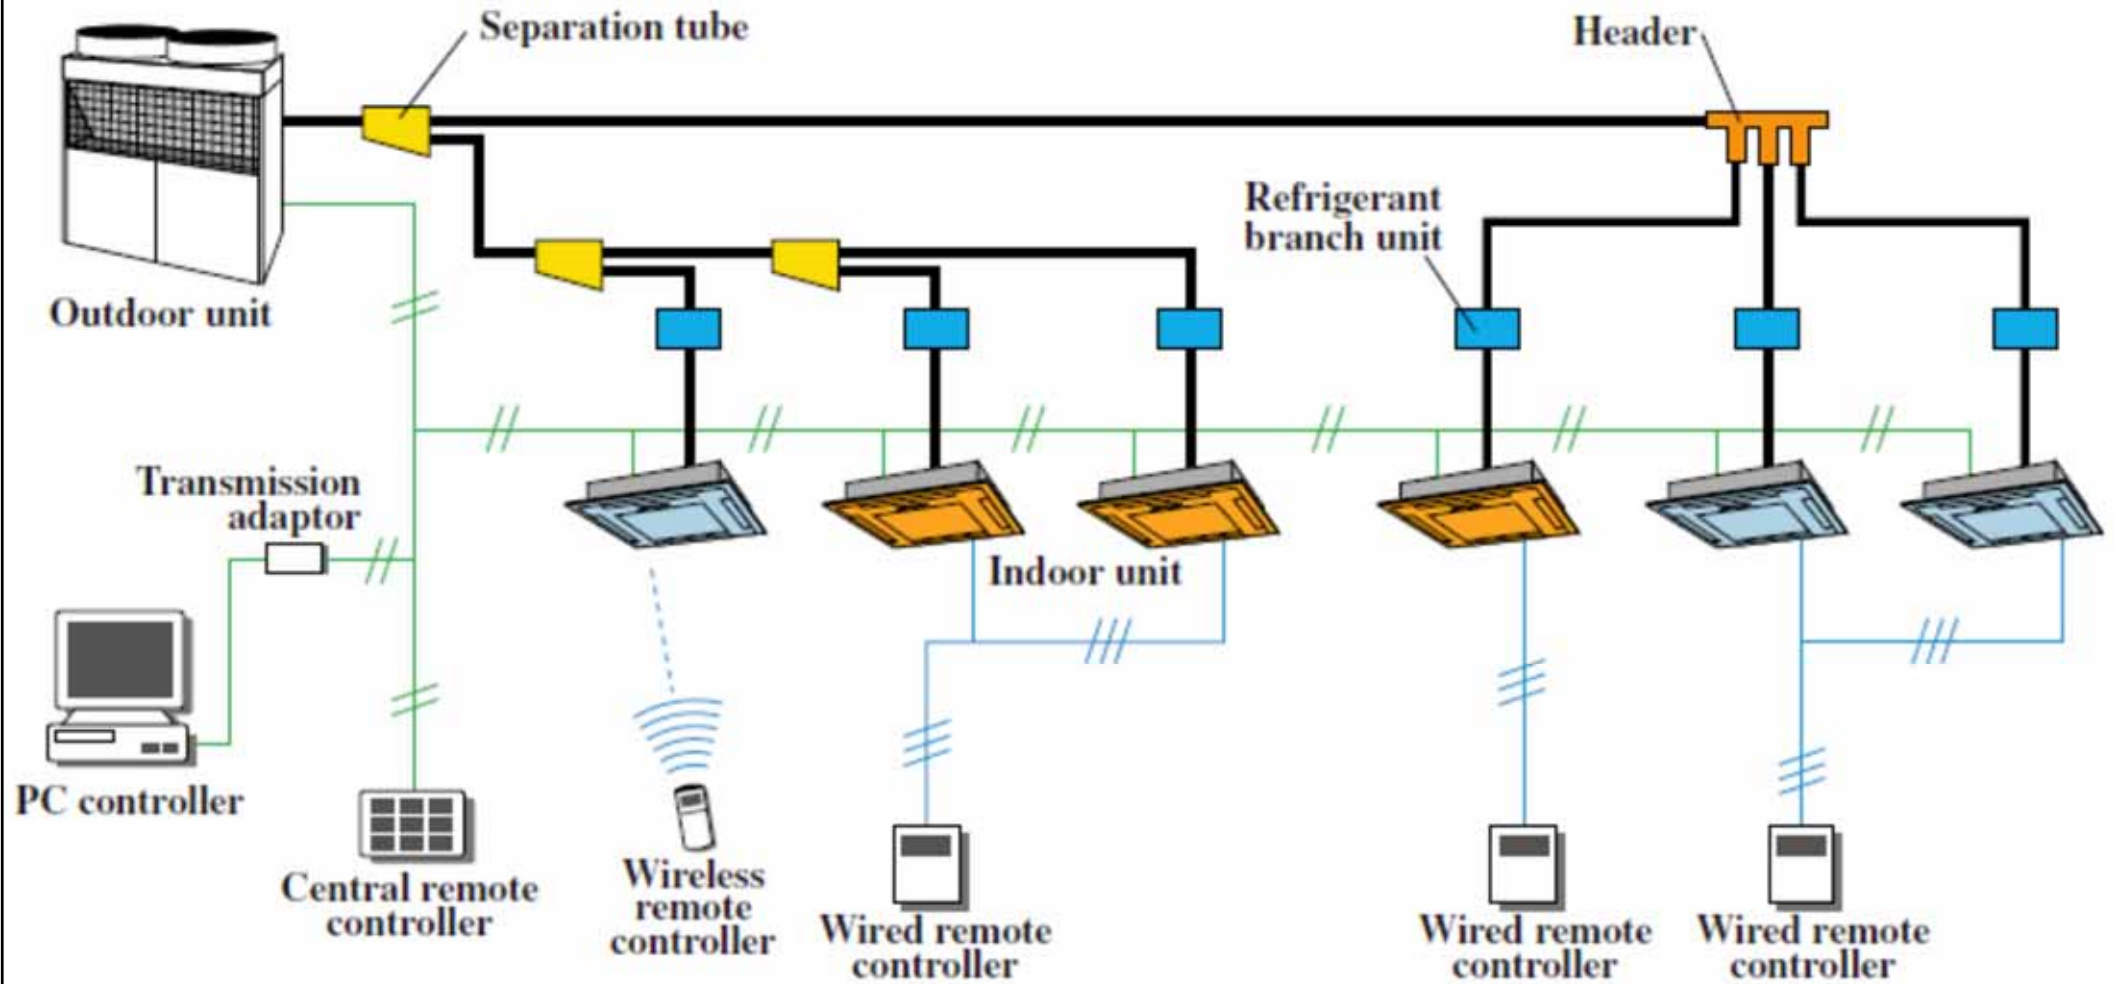 Separation tube
Header
Refrigerant
branch unit
Outdoor unit
Transmission
adaptor
Indoor unit
PC controller
Central remote
controller
Wireless
remote
controller
Wired remote
controller
Wired remote
controller
Wired remote
controller